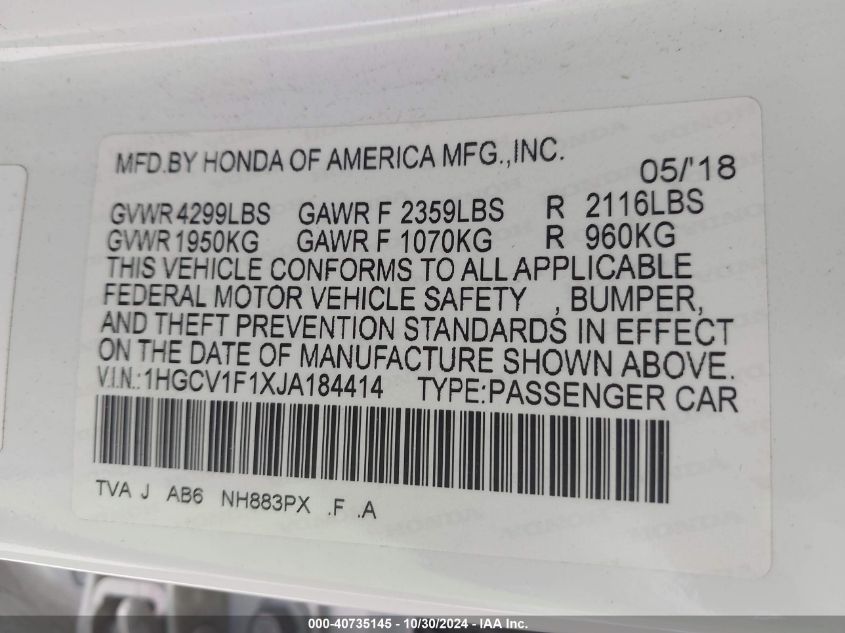 MFD.BY HONDA OF AMERICA MFG.,INC.
05/'18
GVWR 4299LBS GAWR F 2359LBS R 2116LBS
GVWR 1950KG GAWR F 1070KG R 960KG
THIS VEHICLE CONFORMS TO ALL APPLICABLE
FEDERAL MOTOR VEHICLE SAFETY , BUMPER,
AND THEFT PREVENTION STANDARDS IN EFFECT
ON THE DATE OF MANUFACTURE SHOWN ABOVE.
V.I.N.:1HGCV1F1XJA184414 TYPE:PASSENGER CAR
TVA J AB6 NH883PX .F .A
000-40735145 - 10/30/2024 - IAA Inc.